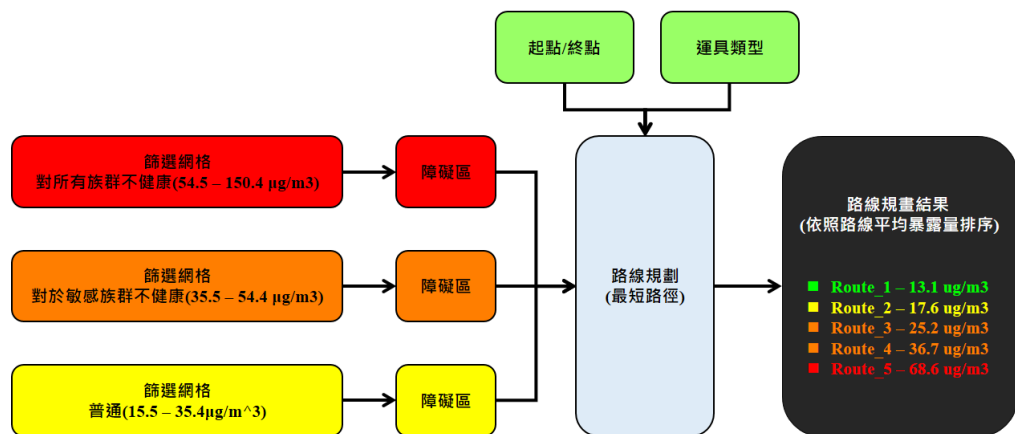 起點/終點
運具類型
篩選網格
對所有族群不健康(54.5 – 150.4 μg/m3)
障礙區
篩選網格
對於敏感族群不健康(35.5 – 54.4 μg/m3)
障礙區
篩選網格
普通(15.5 – 35.4μg/m^3)
障礙區
路線規劃
(最短路徑)
路線規畫結果
(依照路線平均暴露量排序)
Route_1 – 13.1 ug/m3
Route_2 – 17.6 ug/m3
Route_3 – 25.2 ug/m3
Route_4 – 36.7 ug/m3
Route_5 – 68.6 ug/m3